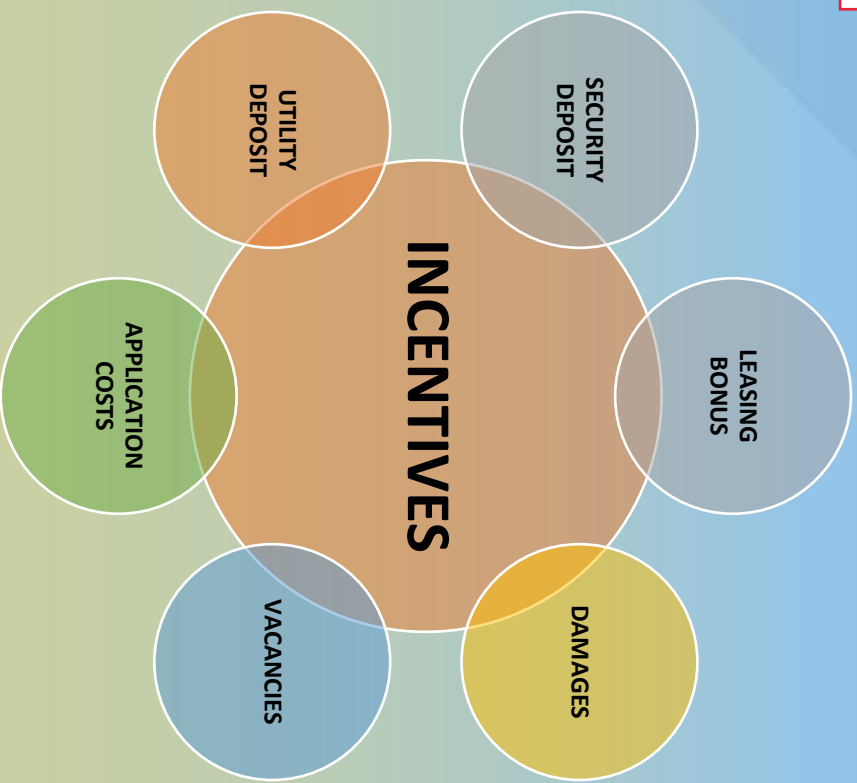 LEASING
BONUS
SECURITY
DEPOSIT
DAMAGES
INCENTIVES
UTILITY
DEPOSIT
VACANCIES
APPLICATION
COSTS